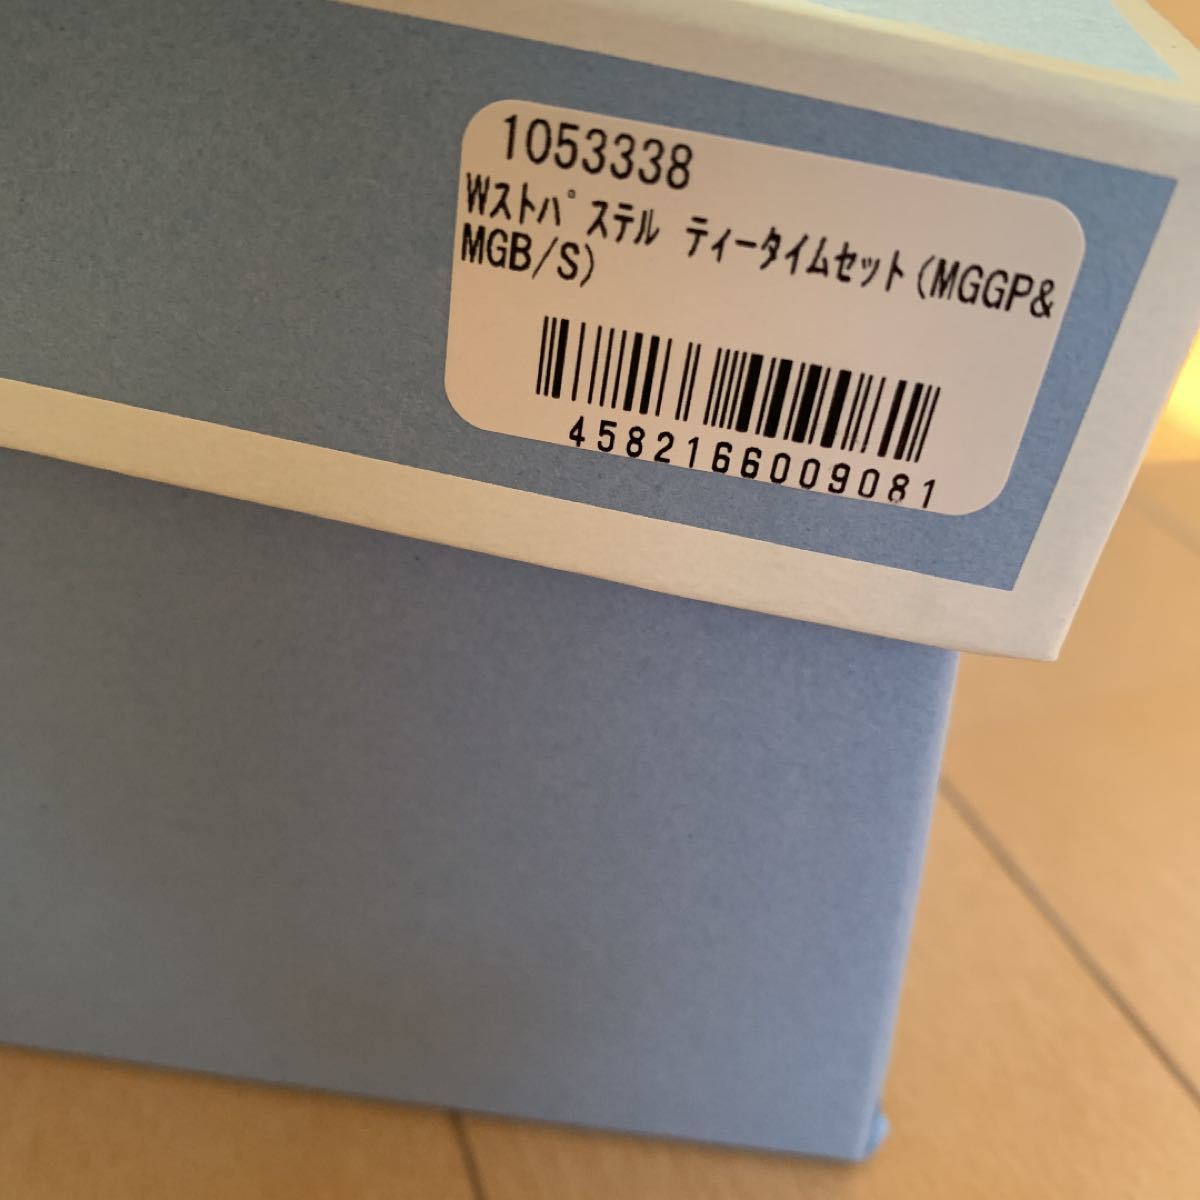 1053338
Wｽﾄﾊﾟｽﾃﾙ ﾃｨｰﾀｲﾑｾｯﾄ(MGGP&
MGB/S)
4582166009081